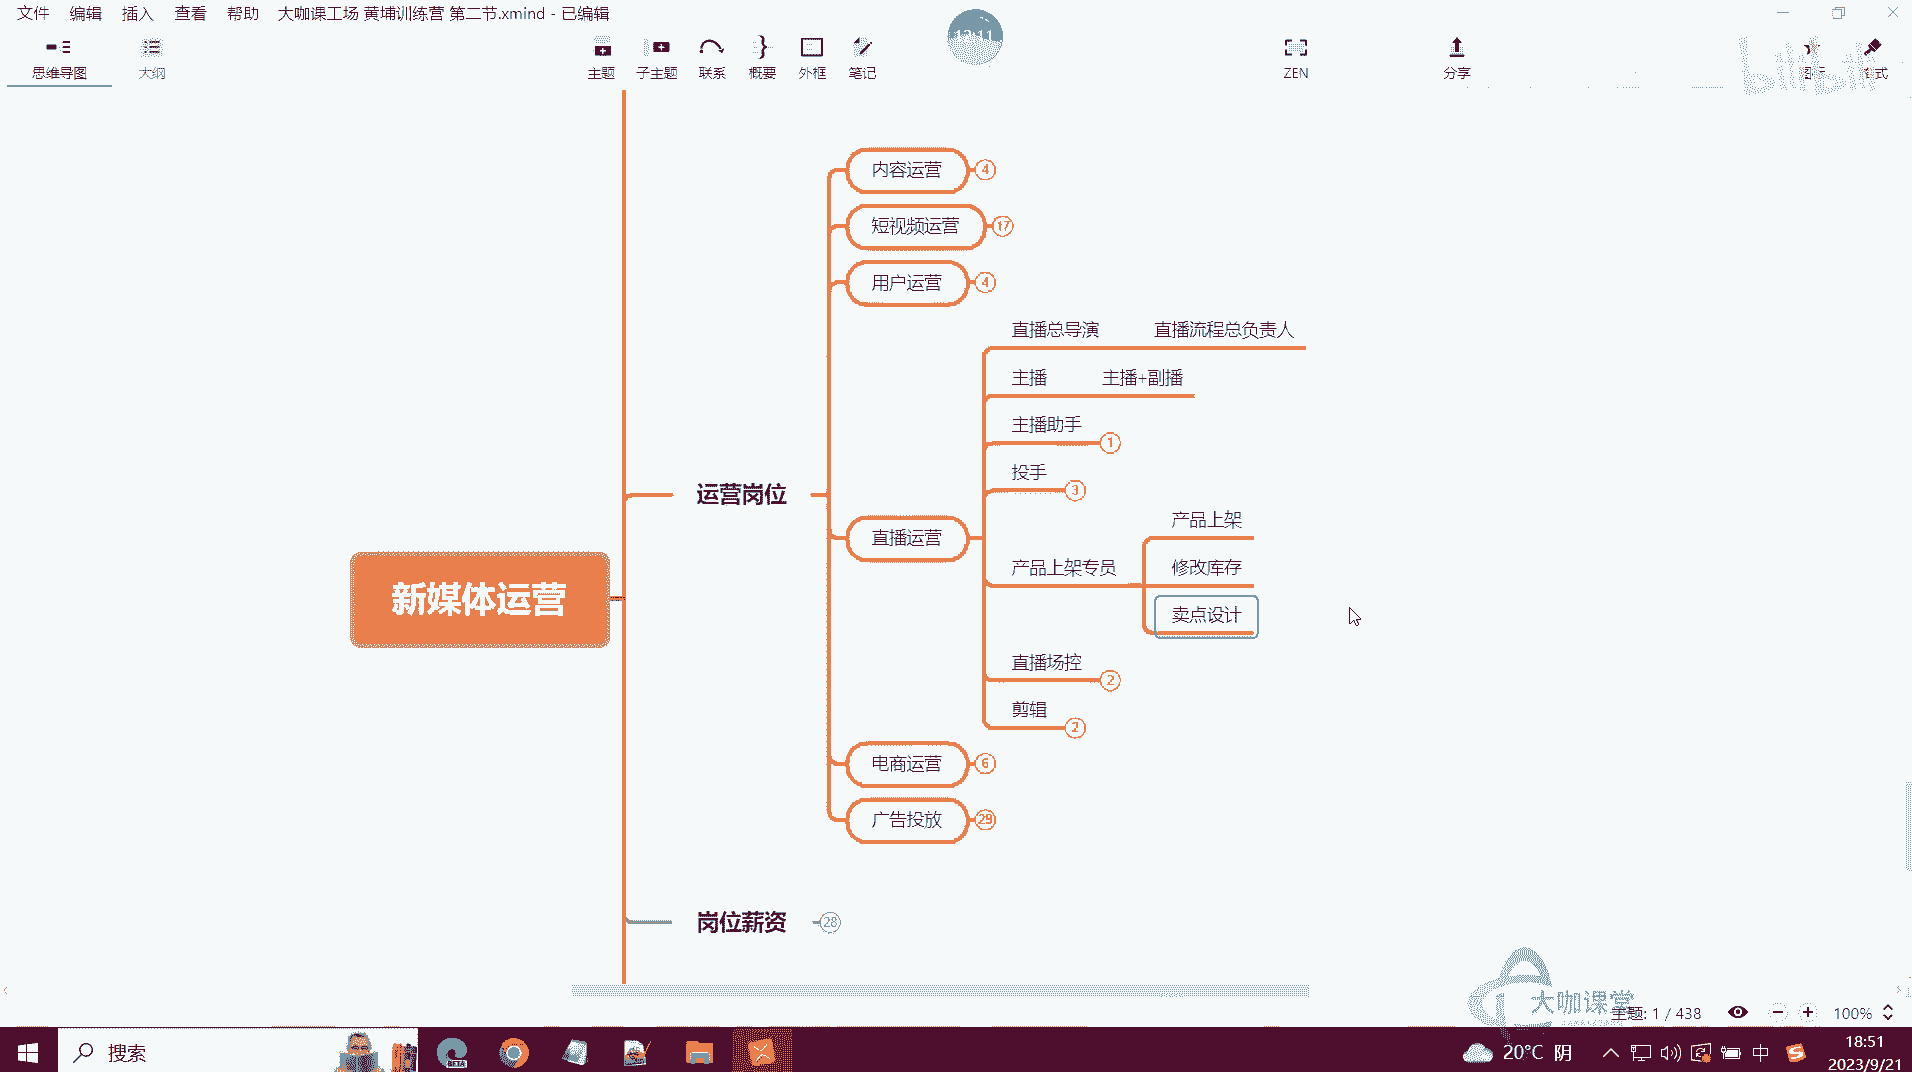 文件 编辑 插入 查看 帮助 大咖课工场 黄埔训练营 第二节.xmind - 已编辑
思维导图 大纲 主题 子主题 联系 概要 外框 笔记 ZEN 分享
bilibili
内容运营 4
短视频运营 17
用户运营 4
直播总导演 直播流程总负责人
主播 主播+副播
主播助手 1
投手 3
运营岗位
产品上架
直播运营
产品上架专员 修改库存
新媒体运营
卖点设计
直播场控 2
剪辑 2
电商运营 6
广告投放 29
岗位薪资 28
大咖课堂
主题: 1 / 438 100%
搜索 BETA 20°C 阴 中 18:51
2023/9/21